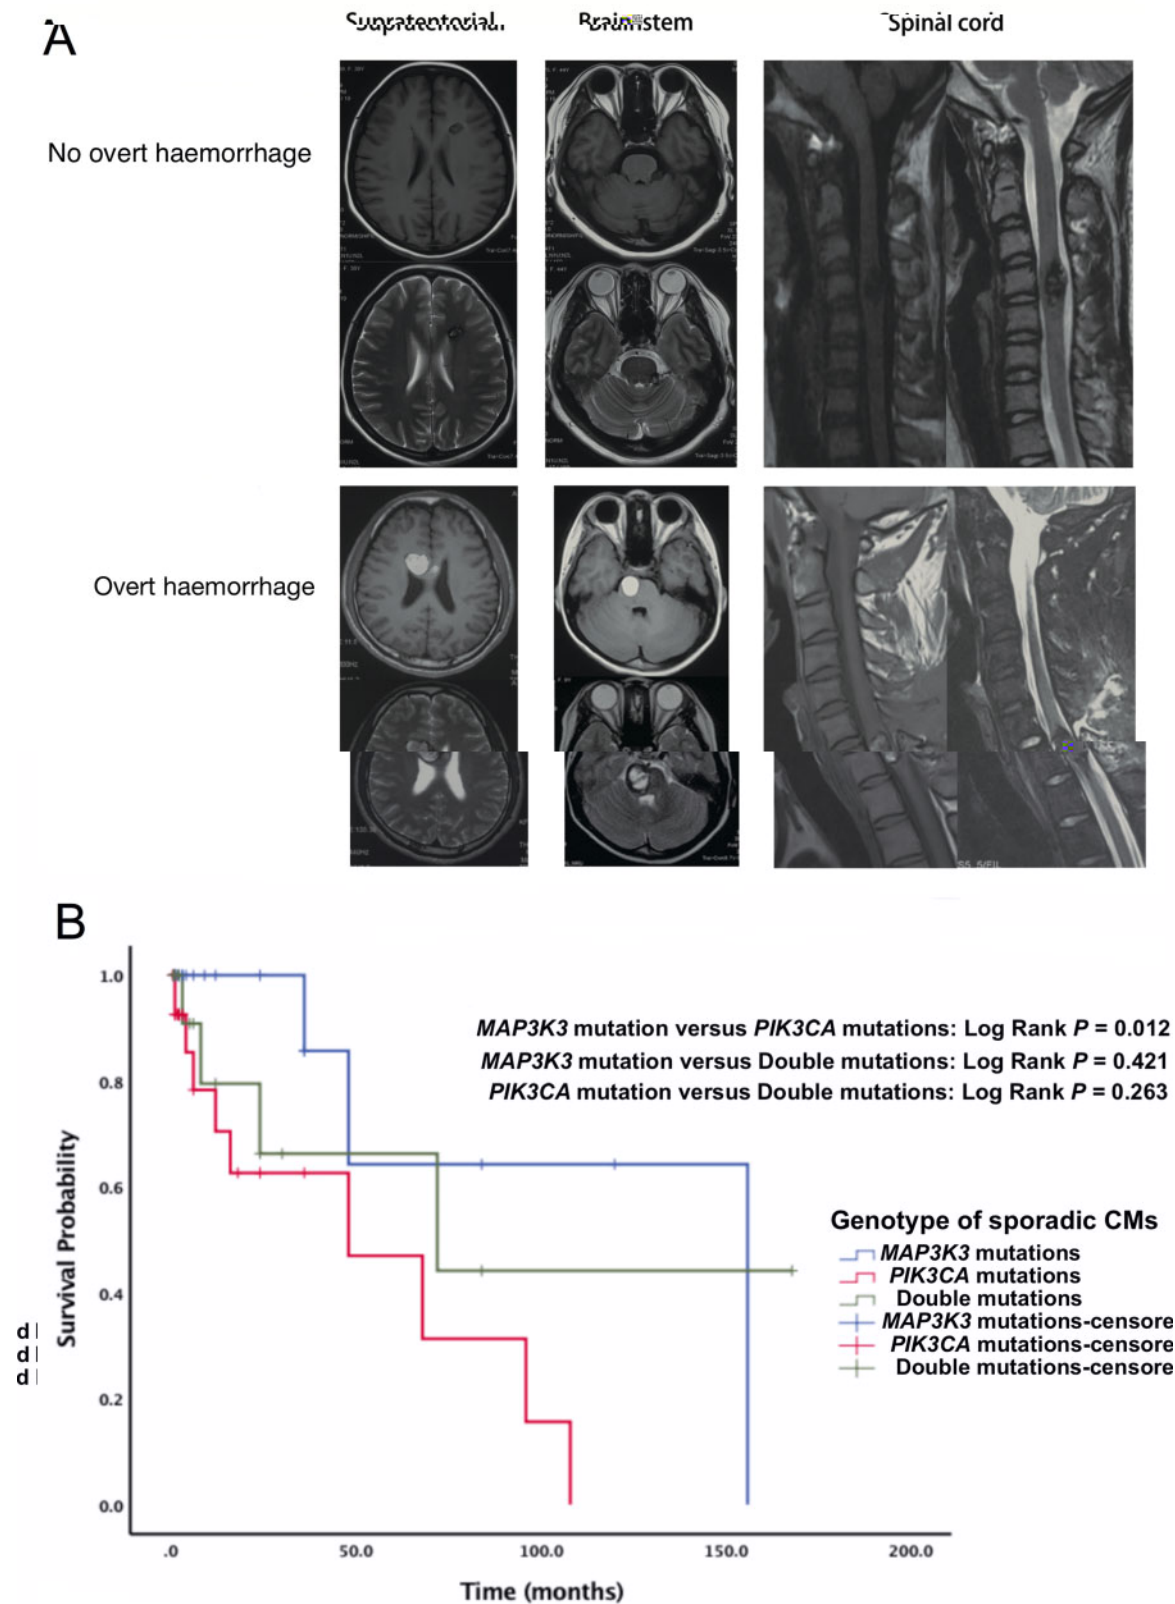 A
Supratentorial
Brainstem
Spinal cord
No overt haemorrhage
Overt haemorrhage
S5. 5/FIL
B
1.0
0.8
0.6
0.4
0.2
0.0
Survival Probability
MAP3K3 mutation versus PIK3CA mutations: Log Rank P = 0.012
MAP3K3 mutation versus Double mutations: Log Rank P = 0.421
PIK3CA mutation versus Double mutations: Log Rank P = 0.263
Genotype of sporadic CMs
MAP3K3 mutations
PIK3CA mutations
Double mutations
MAP3K3 mutations-censore
PIK3CA mutations-censore
Double mutations-censore
d
d
d
.0 50.0 100.0 150.0 200.0
Time (months)